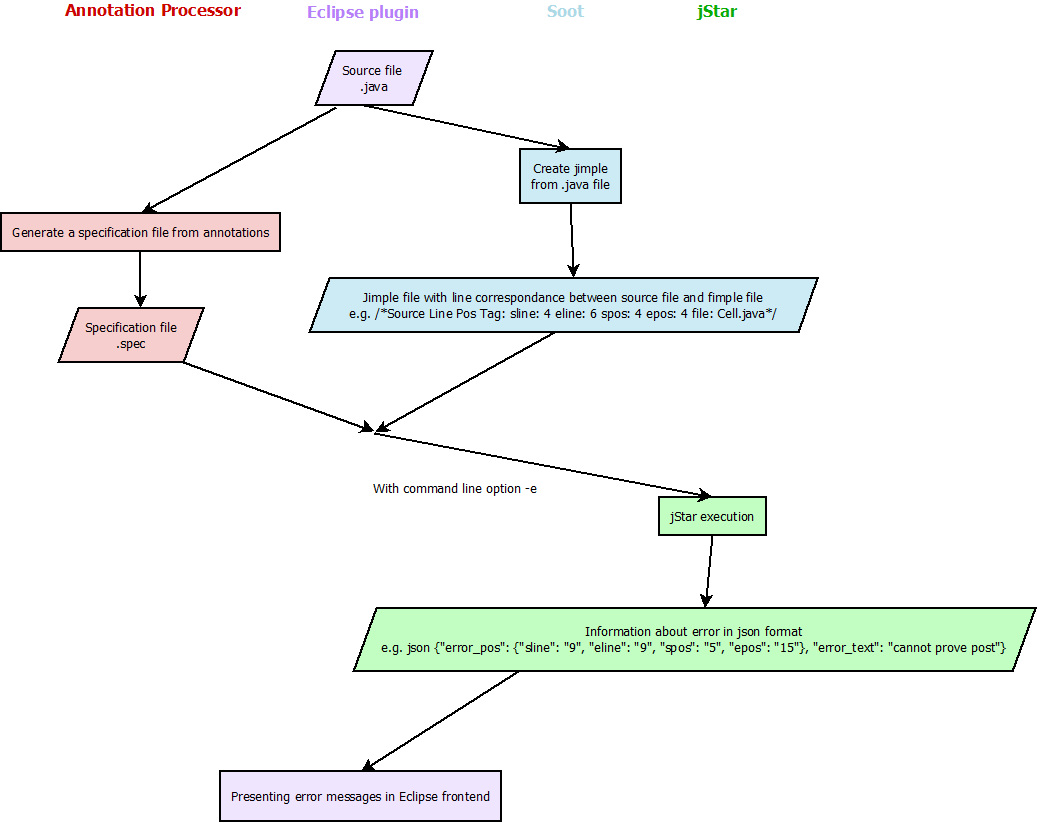 Annotation Processor
Eclipse plugin
Soot
jStar
Source file
.java
Create jimple
from .java file
Generate a specification file from annotations
Jimple file with line correspondance between source file and fimple file
e.g. /*Source Line Pos Tag: sline: 4 eline: 6 spos: 4 epos: 4 file: Cell.java*/
Specification file
.spec
With command line option -e
jStar execution
Information about error in json format
e.g. json {"error_pos": {"sline": "9", "eline": "9", "spos": "5", "epos": "15"}, "error_text": "cannot prove post"}
Presenting error messages in Eclipse frontend